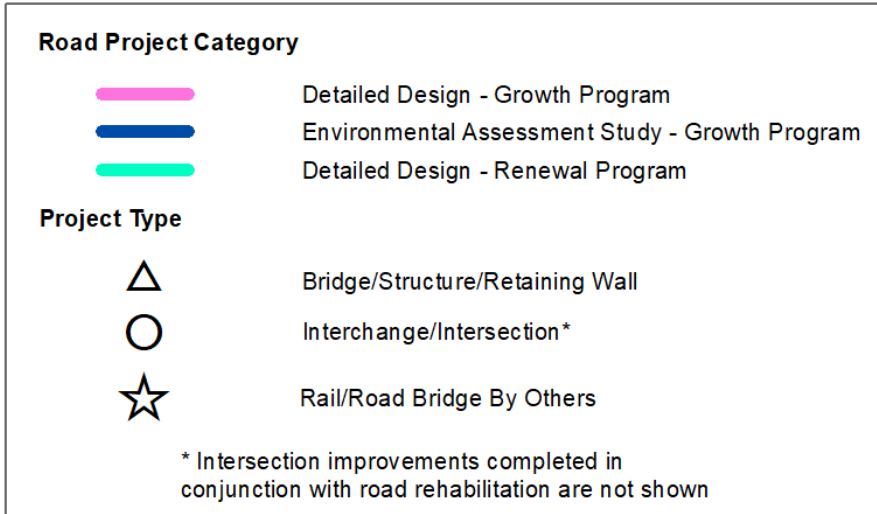 Road Project Category
Detailed Design - Growth Program
Environmental Assessment Study - Growth Program
Detailed Design - Renewal Program
Project Type
Bridge/Structure/Retaining Wall
Interchange/Intersection*
Rail/Road Bridge By Others
* Intersection improvements completed in
conjunction with road rehabilitation are not shown